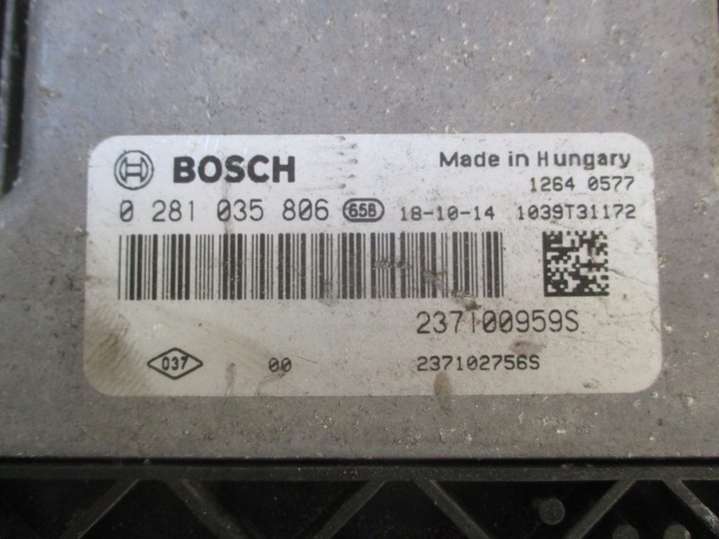 BOSCH Made in Hungary
1264 0577
0 281 035 806 658 18-10-14 1039T31172
237100959S
037 00 237102756S